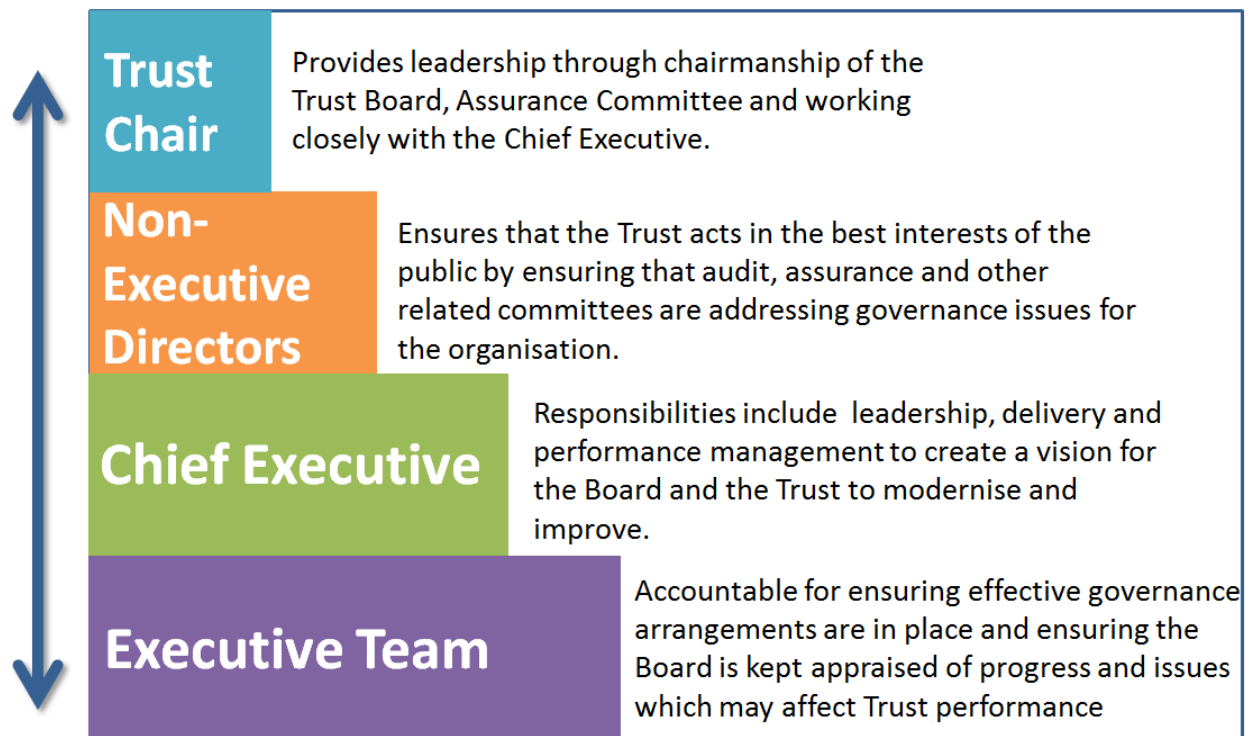 Trust
Chair
Provides leadership through chairmanship of the
Trust Board, Assurance Committee and working
closely with the Chief Executive.
Non-
Executive
Directors
Ensures that the Trust acts in the best interests of the
public by ensuring that audit, assurance and other
related committees are addressing governance issues for
the organisation.
Chief Executive
Responsibilities include  leadership, delivery and
performance management to create a vision for
the Board and the Trust to modernise and
improve.
Executive Team
Accountable for ensuring effective governance
arrangements are in place and ensuring the
Board is kept appraised of progress and issues
which may affect Trust performance